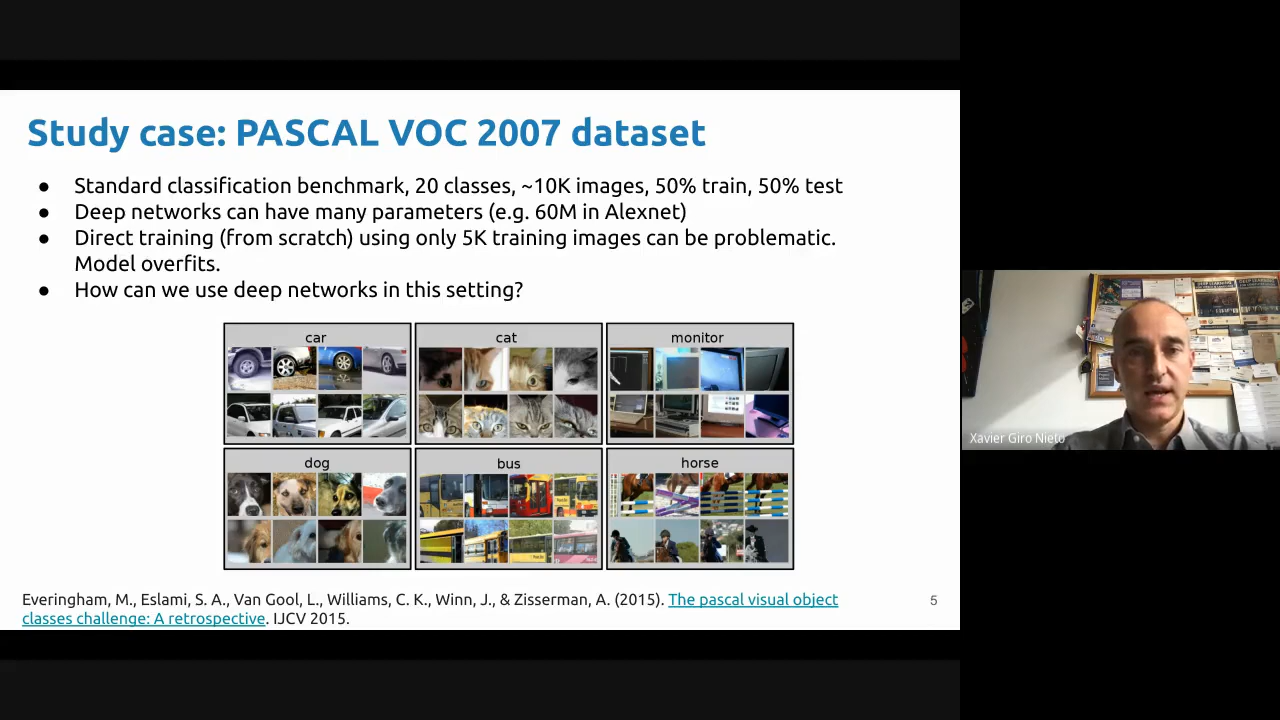 Study case: PASCAL VOC 2007 dataset
● Standard classification benchmark, 20 classes, ~10K images, 50% train, 50% test
● Deep networks can have many parameters (e.g. 60M in Alexnet)
● Direct training (from scratch) using only 5K training images can be problematic.
Model overfits.
● How can we use deep networks in this setting?
car
cat
monitor
dog
bus
horse
Everingham, M., Eslami, S. A., Van Gool, L., Williams, C. K., Winn, J., & Zisserman, A. (2015). The pascal visual object
classes challenge: A retrospective. IJCV 2015.
5
Xavier Giro Nieto